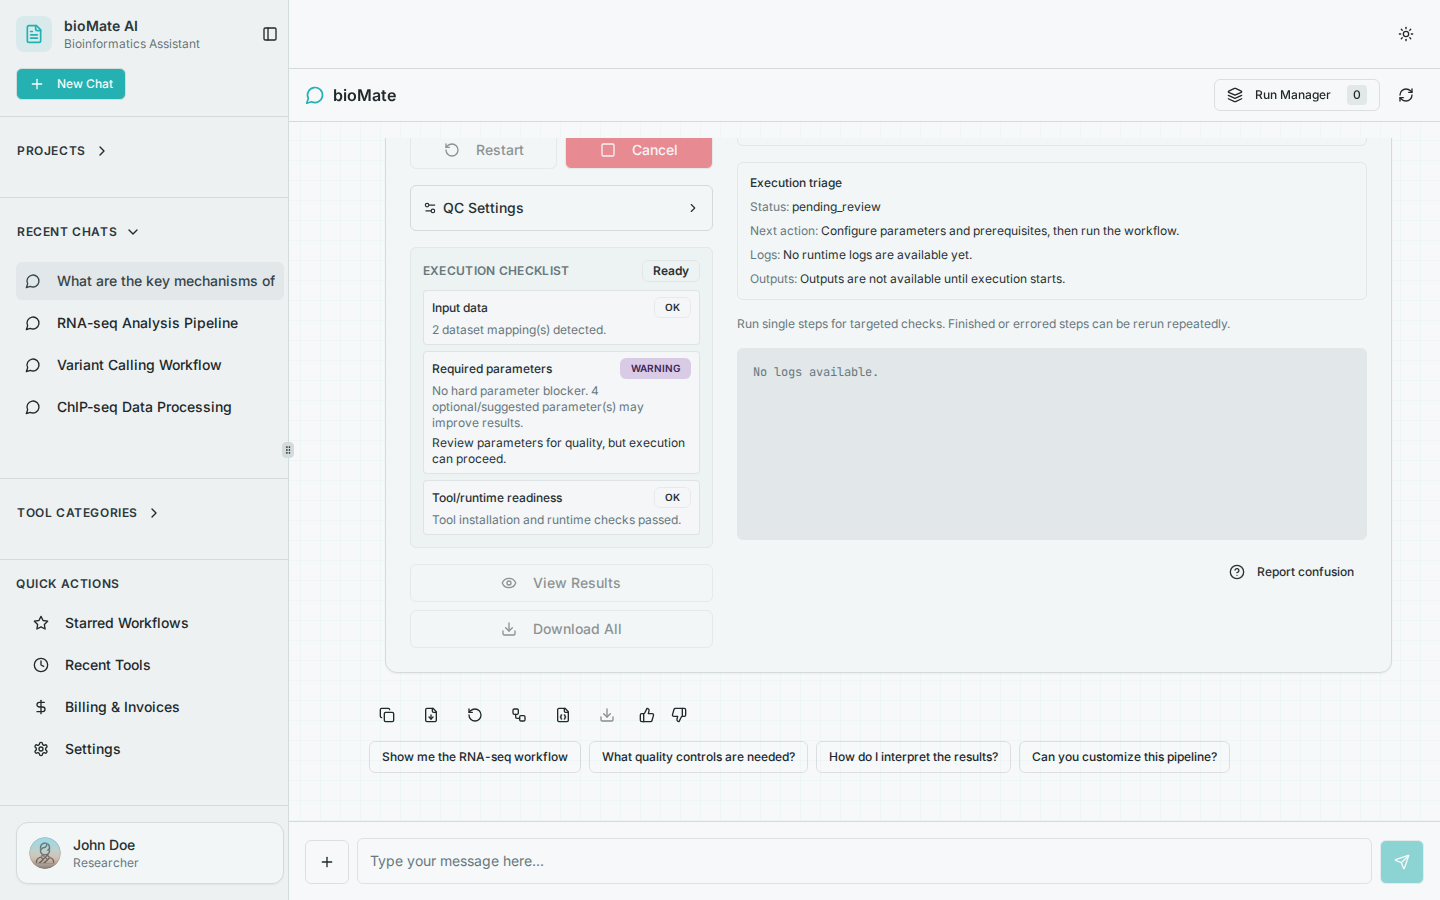 bioMate AI
Bioinformatics Assistant
New Chat
PROJECTS
RECENT CHATS
What are the key mechanisms of
RNA-seq Analysis Pipeline
Variant Calling Workflow
ChIP-seq Data Processing
TOOL CATEGORIES
QUICK ACTIONS
Starred Workflows
Recent Tools
Billing & Invoices
Settings
John Doe
Researcher
bioMate
Run Manager 0
Restart
Cancel
QC Settings
EXECUTION CHECKLIST
Ready
Input data
OK
2 dataset mapping(s) detected.
Required parameters
WARNING
No hard parameter blocker. 4
optional/suggested parameter(s) may
improve results.
Review parameters for quality, but execution
can proceed.
Tool/runtime readiness
OK
Tool installation and runtime checks passed.
View Results
Download All
Execution triage
Status: pending_review
Next action: Configure parameters and prerequisites, then run the workflow.
Logs: No runtime logs are available yet.
Outputs: Outputs are not available until execution starts.
Run single steps for targeted checks. Finished or errored steps can be rerun repeatedly.
No logs available.
Report confusion
Show me the RNA-seq workflow
What quality controls are needed?
How do I interpret the results?
Can you customize this pipeline?
Type your message here...